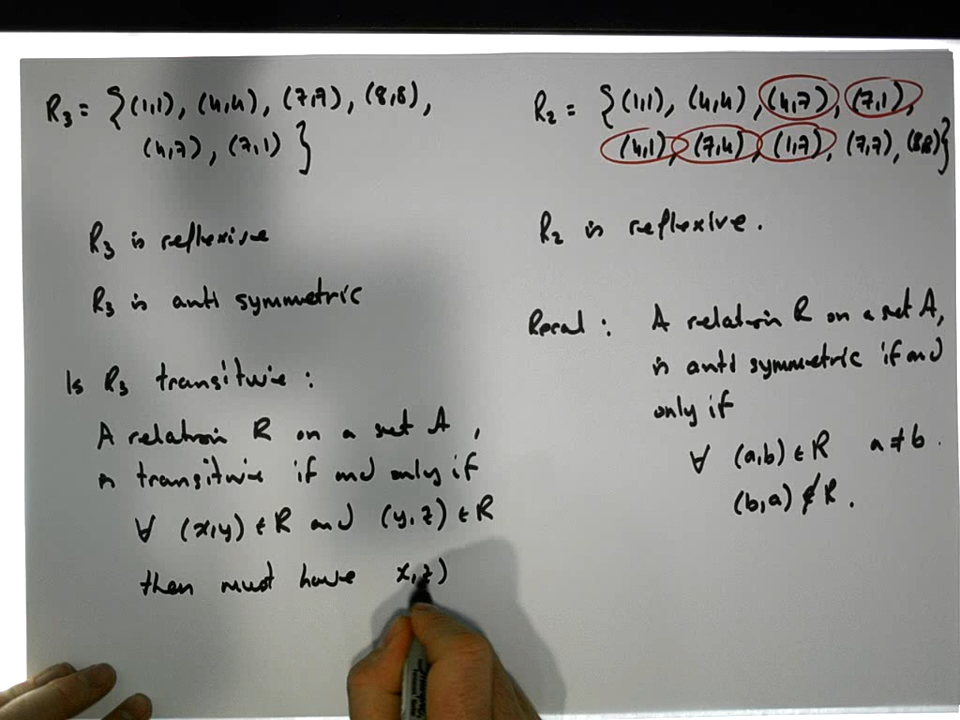 R3 = {(1,1), (4,4), (7,7), (8,8),
(4,7), (7,1)}
R3 is reflexive
R3 is anti symmetric
Is R3 transitive :
A relation R on a set A,
is transitive if and only if
∀ (x,y) ∈ R and (y,z) ∈ R
then must have x,z)
R2 = {(1,1), (4,4), (4,7), (7,1),
(4,1), (7,4), (1,7), (7,7), (8,8)}
R2 is reflexive.
Recal : A relation R on a set A,
is anti symmetric if and
only if
∀ (a,b) ∈ R a ≠ b.
(b,a) ∉ R.